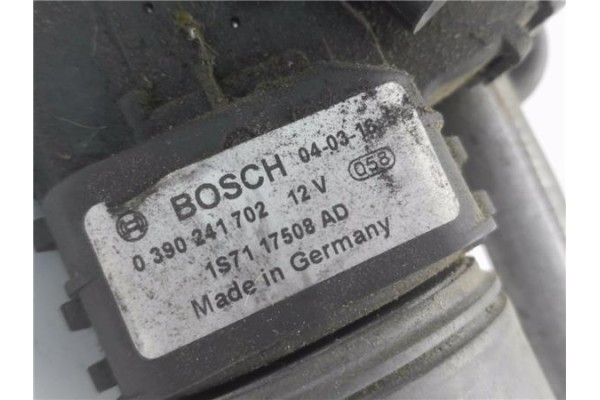 BOSCH 04-03-16
0 390 241 702 12 V 058
1S71 17508 AD
Made in Germany